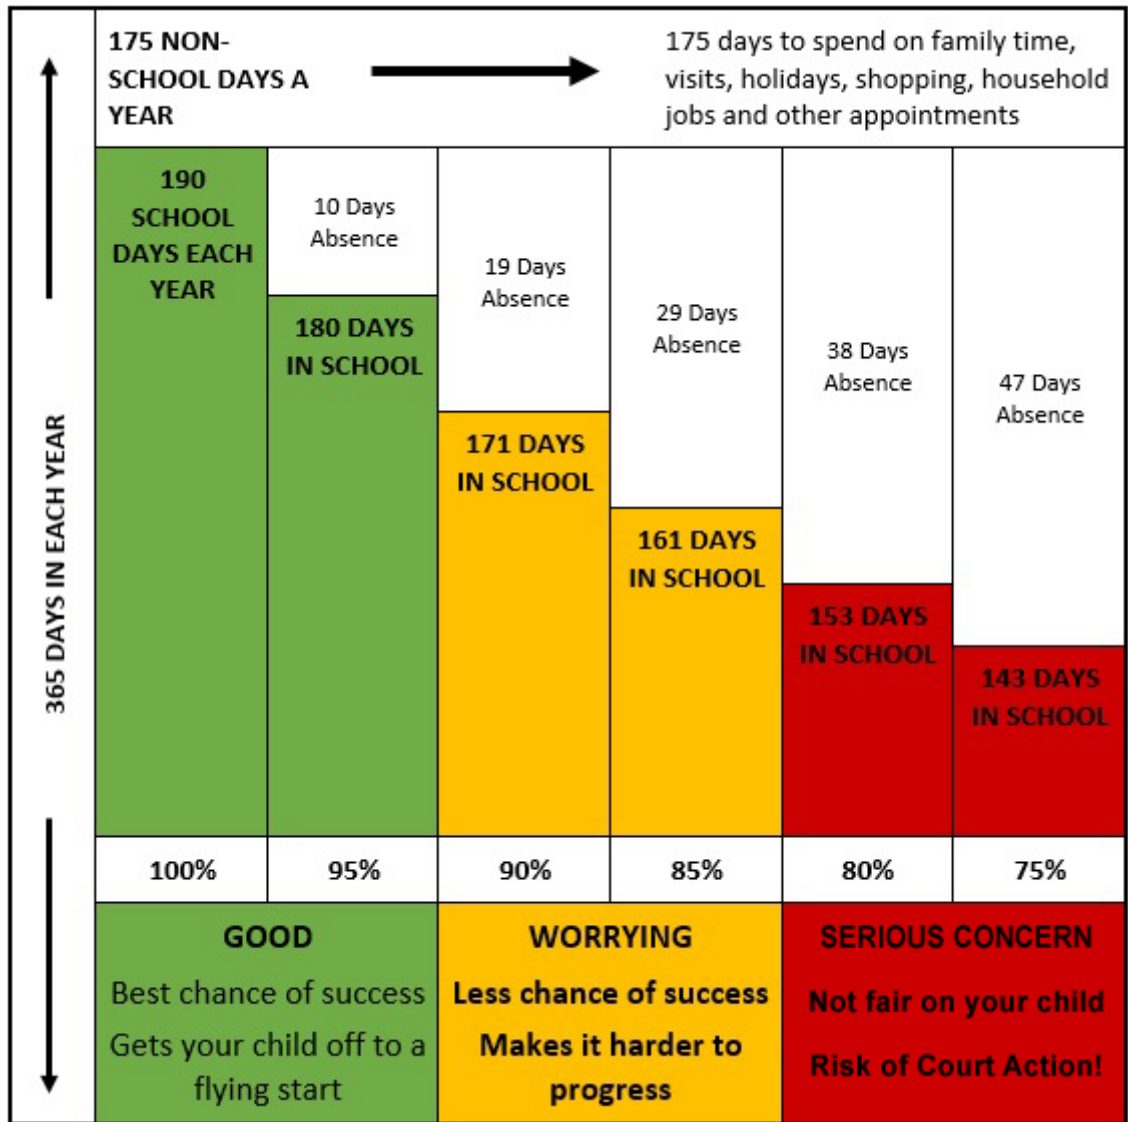 175 NON-
SCHOOL DAYS A
YEAR
175 days to spend on family time,
visits, holidays, shopping, household
jobs and other appointments
365 DAYS IN EACH YEAR
190
SCHOOL
DAYS EACH
YEAR
10 Days
Absence
180 DAYS
IN SCHOOL
19 Days
Absence
171 DAYS
IN SCHOOL
29 Days
Absence
161 DAYS
IN SCHOOL
38 Days
Absence
153 DAYS
IN SCHOOL
47 Days
Absence
143 DAYS
IN SCHOOL
100%
95%
90%
85%
80%
75%
GOOD
Best chance of success
Gets your child off to a
flying start
WORRYING
Less chance of success
Makes it harder to
progress
SERIOUS CONCERN
Not fair on your child
Risk of Court Action!